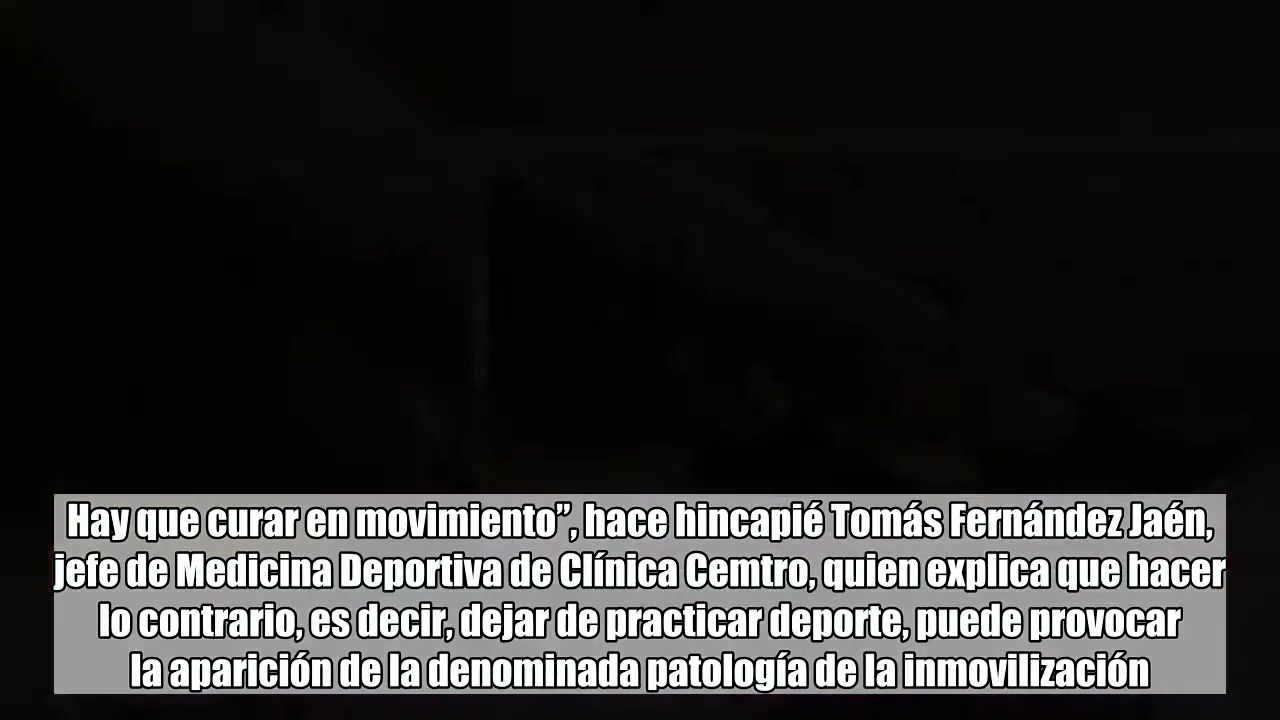 Hay que curar en movimiento”, hace hincapié Tomás Fernández Jaén,
jefe de Medicina Deportiva de Clínica Cemtro, quien explica que hacer
lo contrario, es decir, dejar de practicar deporte, puede provocar
la aparición de la denominada patología de la inmovilización